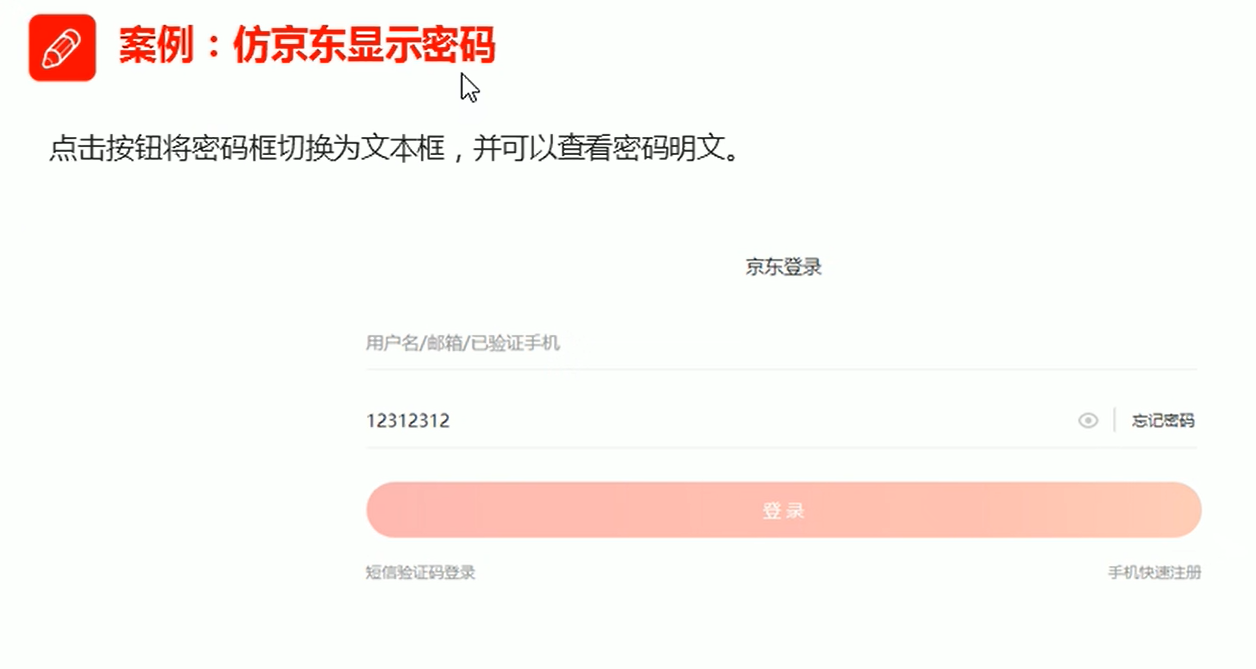 案例：仿京东显示密码
点击按钮将密码框切换为文本框，并可以查看密码明文。
京东登录
用户名/邮箱/已验证手机
12312312 忘记密码
登 录
短信验证码登录 手机快速注册